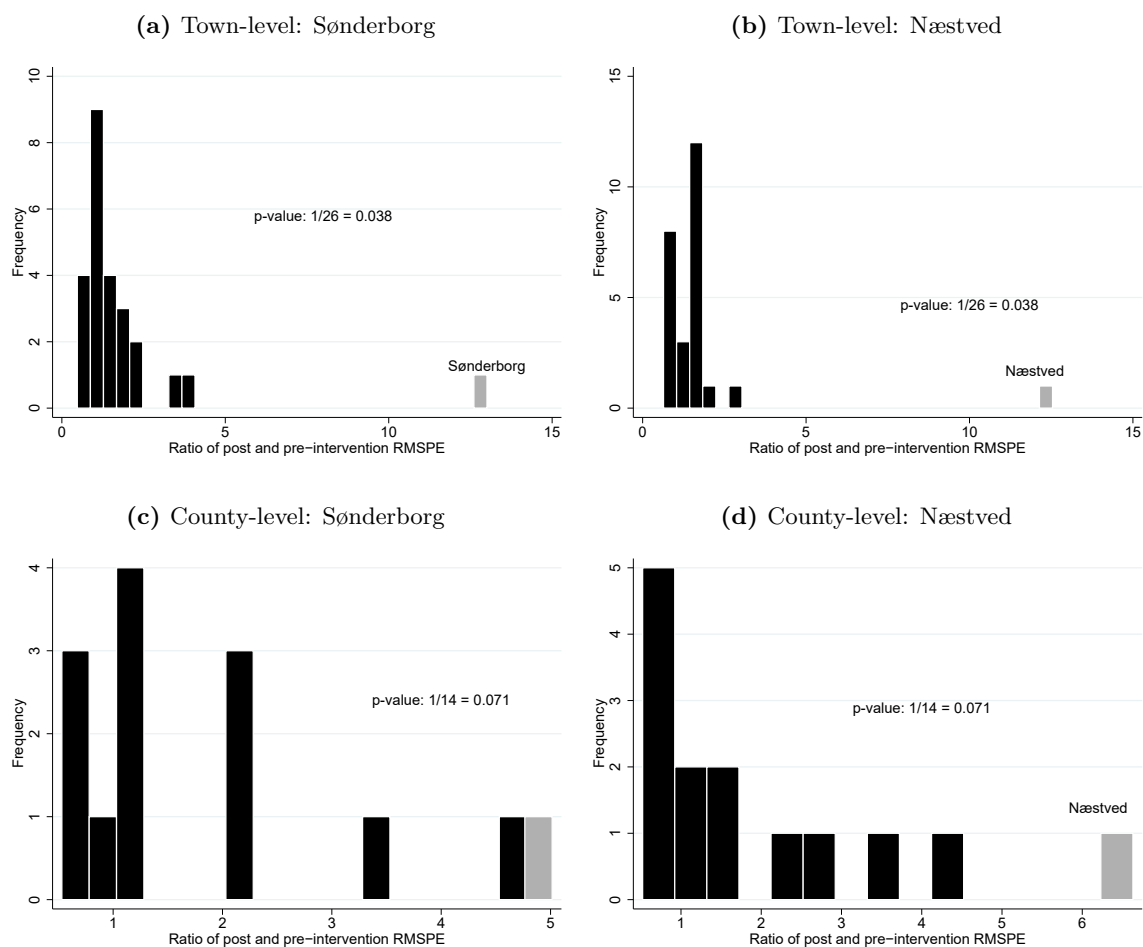 (a) Town-level: Sønderborg
10
8
6
4
2
0
Frequency
p-value: 1/26 = 0.038
Sønderborg
0 5 10 15
Ratio of post and pre−intervention RMSPE
(b) Town-level: Næstved
15
10
5
0
Frequency
p-value: 1/26 = 0.038
Næstved
0 5 10 15
Ratio of post and pre−intervention RMSPE
(c) County-level: Sønderborg
4
3
2
1
0
Frequency
p-value: 1/14 = 0.071
1 2 3 4 5
Ratio of post and pre−intervention RMSPE
(d) County-level: Næstved
5
4
3
2
1
0
Frequency
p-value: 1/14 = 0.071
Næstved
1 2 3 4 5 6
Ratio of post and pre−intervention RMSPE